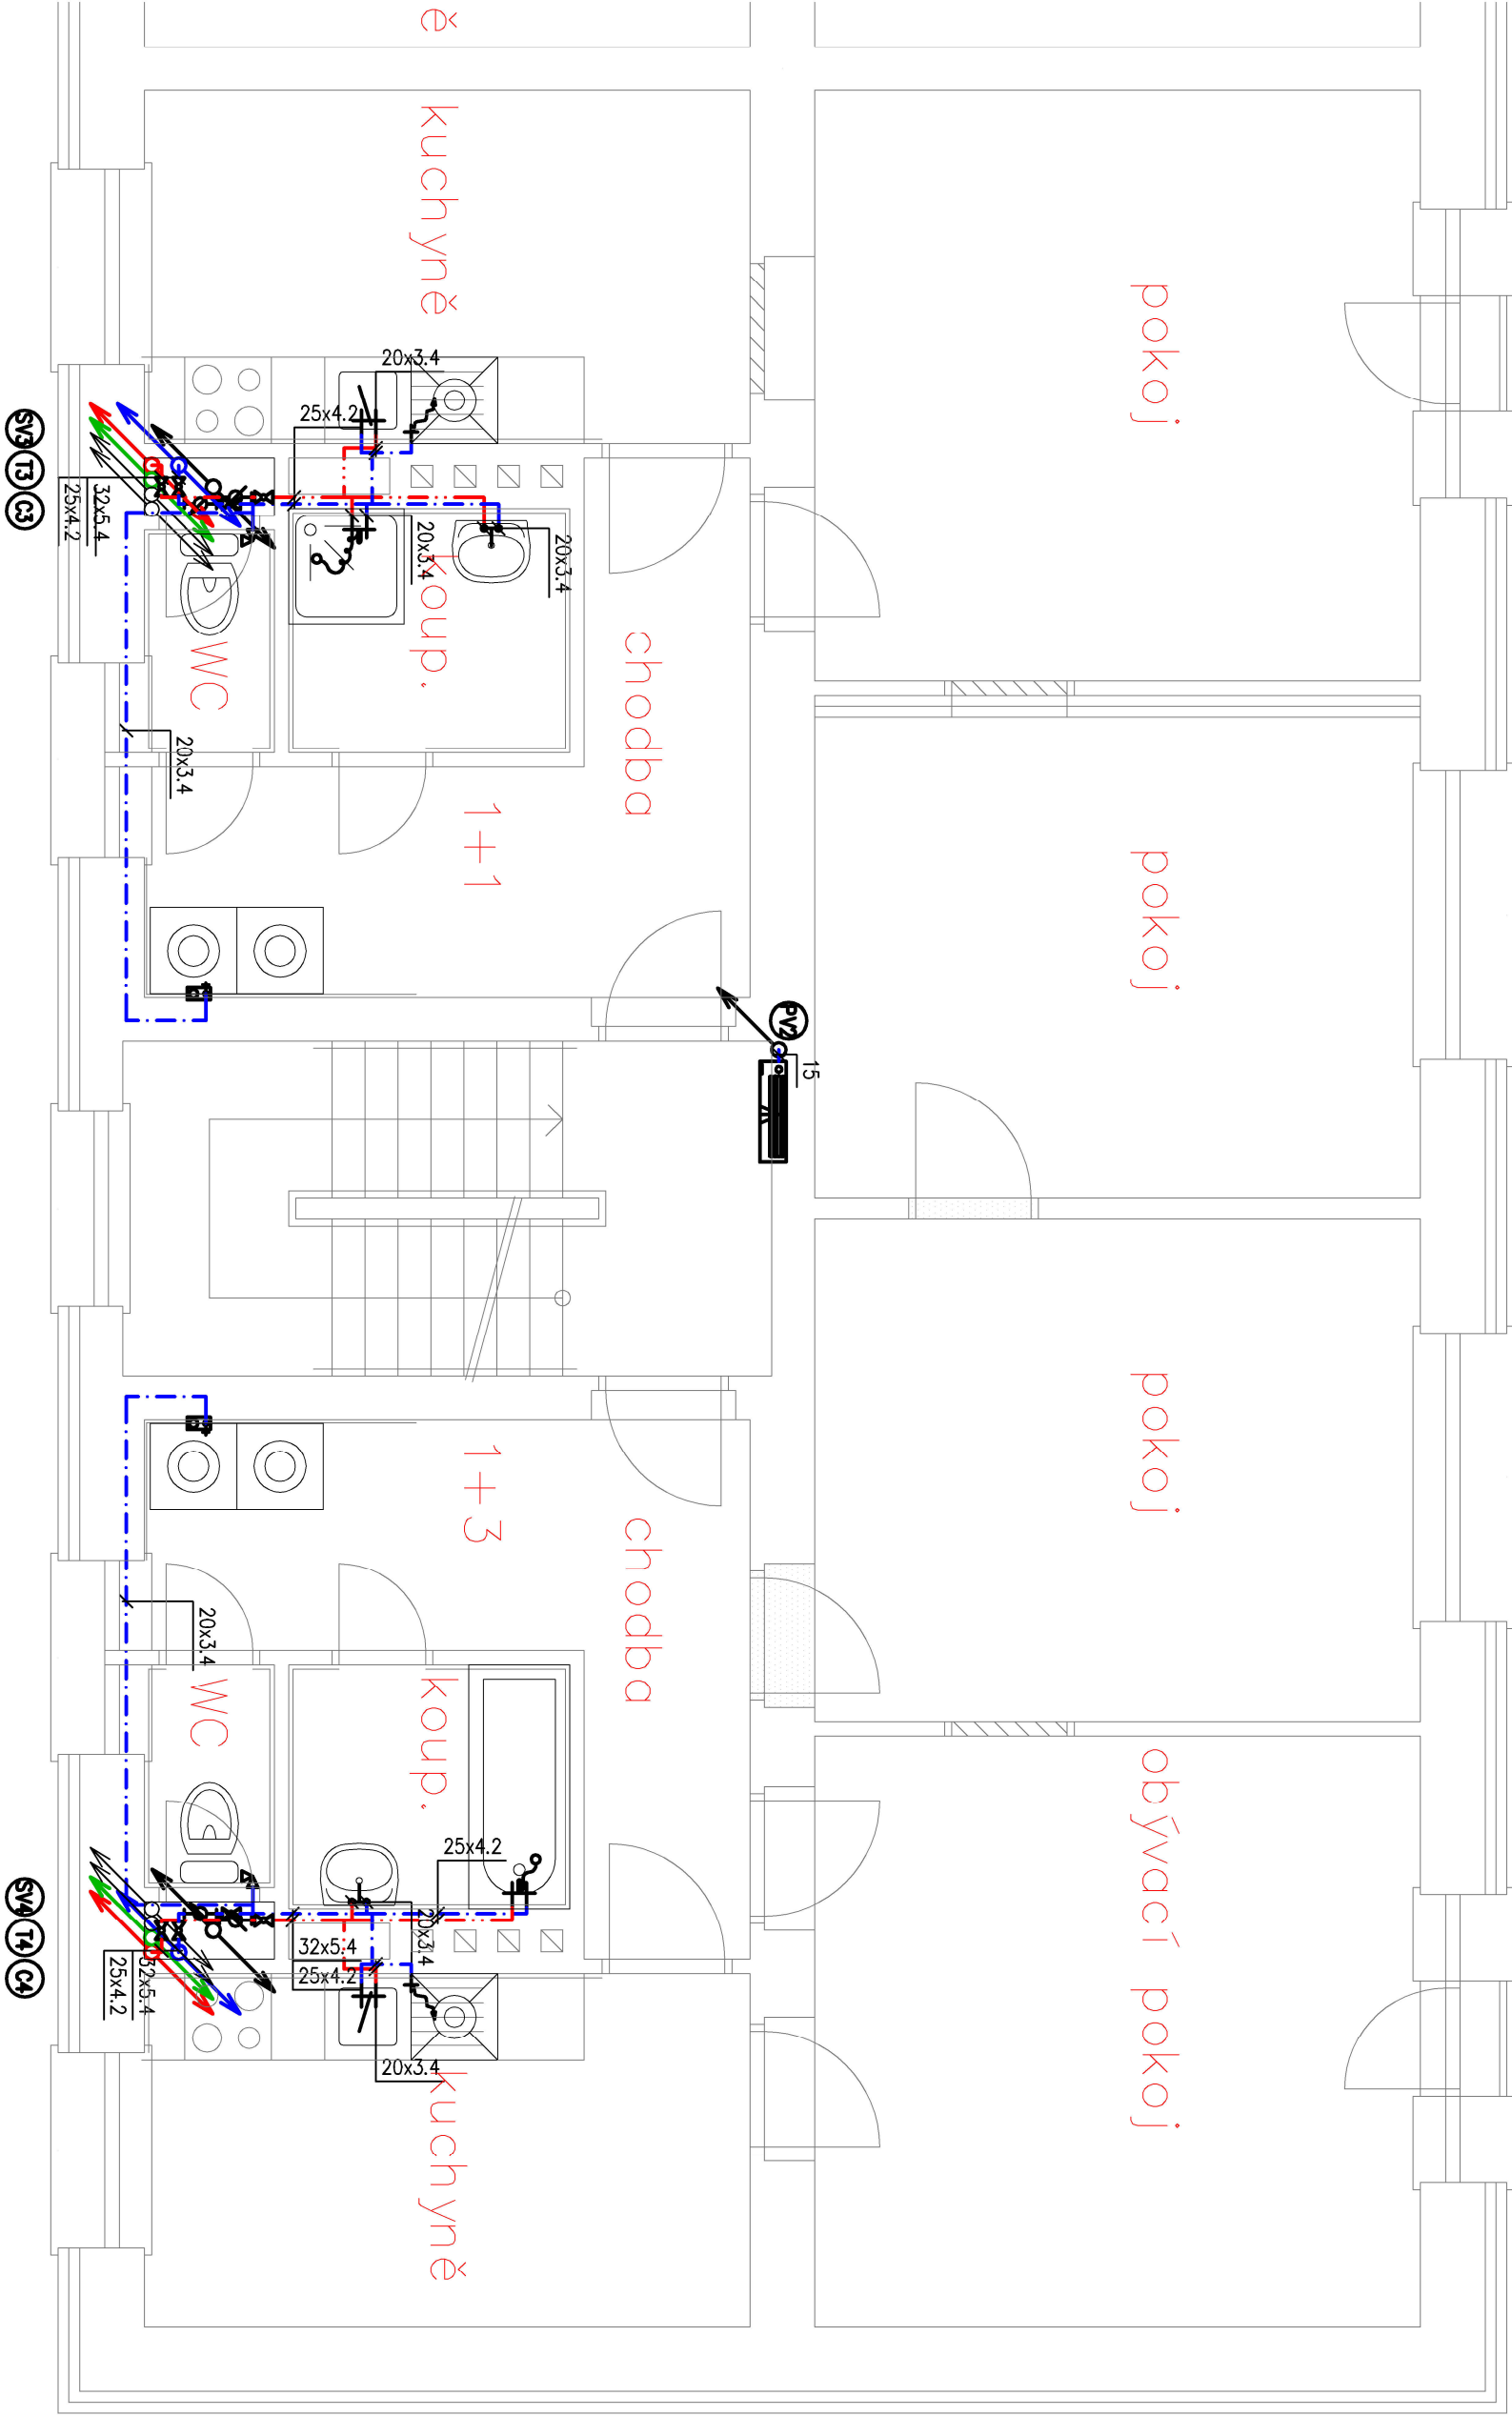 ě
kuchyně
pokoj
20x3.4
25x4.2
SV3
T3
C3
32x5.4
25x4.2
20x3.4
20x3.4
koup.
WC
chodba
20x3.4
1+1
pokoj
PV2
15
pokoj
1+3
chodba
20x3.4
WC
koup.
obývací pokoj
25x4.2
20x3.4
32x5.4
25x4.2
SV4
T4
C4
32x5.4
25x4.2
20x3.4
kuchyně